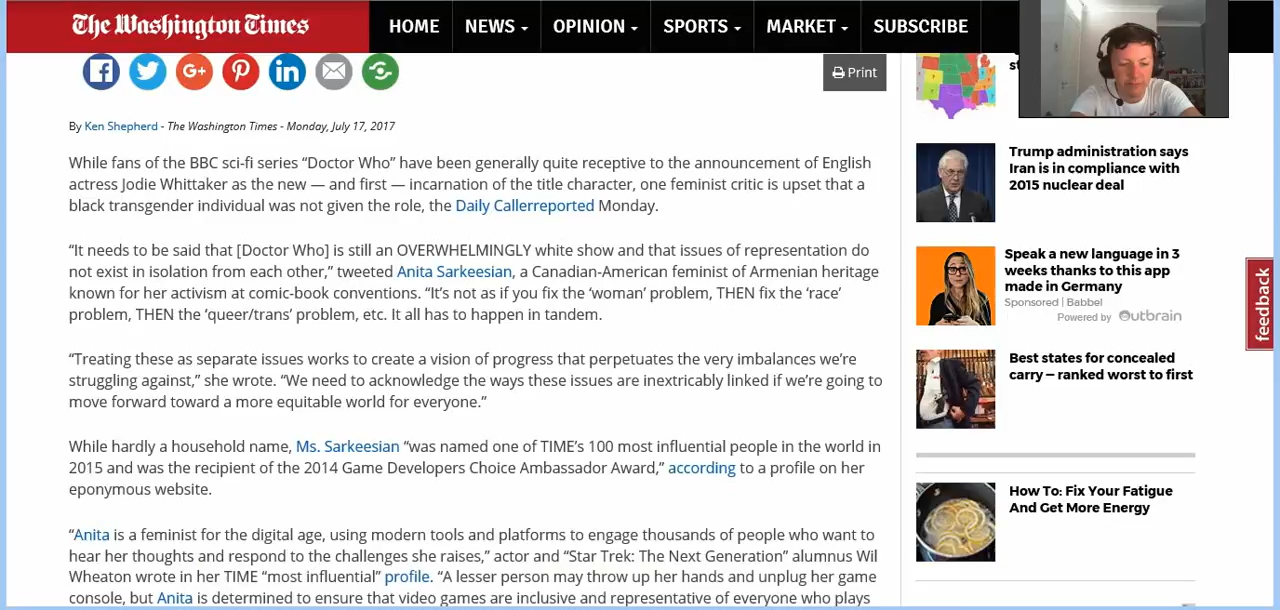 The Washington Times
HOME NEWS OPINION SPORTS MARKET SUBSCRIBE
Print
By Ken Shepherd - The Washington Times - Monday, July 17, 2017
While fans of the BBC sci-fi series “Doctor Who” have been generally quite receptive to the announcement of English
actress Jodie Whittaker as the new — and first — incarnation of the title character, one feminist critic is upset that a
black transgender individual was not given the role, the Daily Callerreported Monday.
“It needs to be said that [Doctor Who] is still an OVERWHELMINGLY white show and that issues of representation do
not exist in isolation from each other,” tweeted Anita Sarkeesian, a Canadian-American feminist of Armenian heritage
known for her activism at comic-book conventions. “It’s not as if you fix the ‘woman’ problem, THEN fix the ‘race’
problem, THEN the ‘queer/trans’ problem, etc. It all has to happen in tandem.
“Treating these as separate issues works to create a vision of progress that perpetuates the very imbalances we’re
struggling against,” she wrote. “We need to acknowledge the ways these issues are inextricably linked if we’re going to
move forward toward a more equitable world for everyone.”
While hardly a household name, Ms. Sarkeesian “was named one of TIME’s 100 most influential people in the world in
2015 and was the recipient of the 2014 Game Developers Choice Ambassador Award,” according to a profile on her
eponymous website.
“Anita is a feminist for the digital age, using modern tools and platforms to engage thousands of people who want to
hear her thoughts and respond to the challenges she raises,” actor and “Star Trek: The Next Generation” alumnus Wil
Wheaton wrote in her TIME “most influential” profile. “A lesser person may throw up her hands and unplug her game
console, but Anita is determined to ensure that video games are inclusive and representative of everyone who plays
Trump administration says
Iran is in compliance with
2015 nuclear deal
Speak a new language in 3
weeks thanks to this app
made in Germany
Sponsored | Babbel
Powered by Outbrain
Best states for concealed
carry – ranked worst to first
How To: Fix Your Fatigue
And Get More Energy
feedback